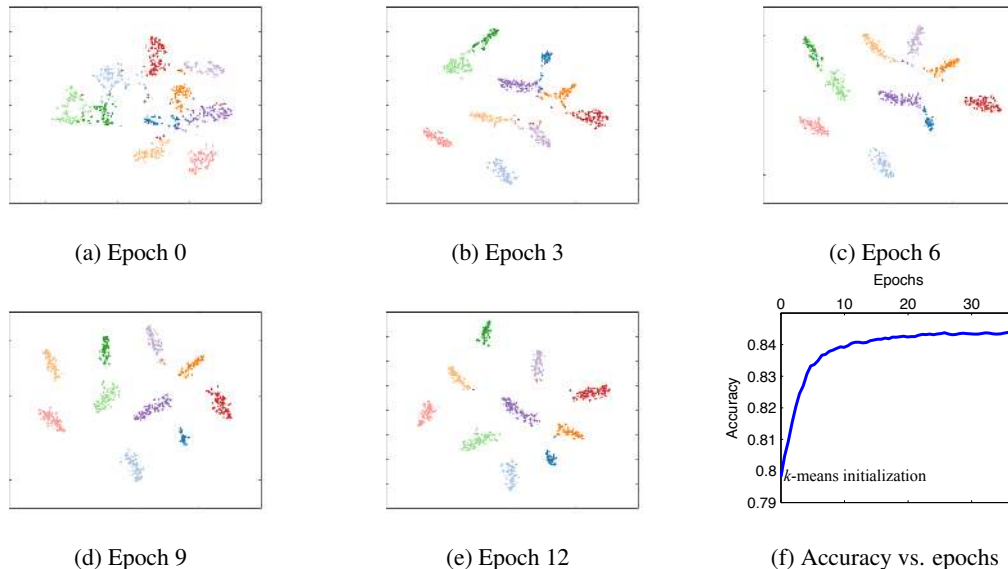 (a) Epoch 0
(b) Epoch 3
(c) Epoch 6
Epochs
0 10 20 30
0.84
0.83
0.82
0.81
0.8
0.79
Accuracy
k-means initialization
(d) Epoch 9
(e) Epoch 12
(f) Accuracy vs. epochs